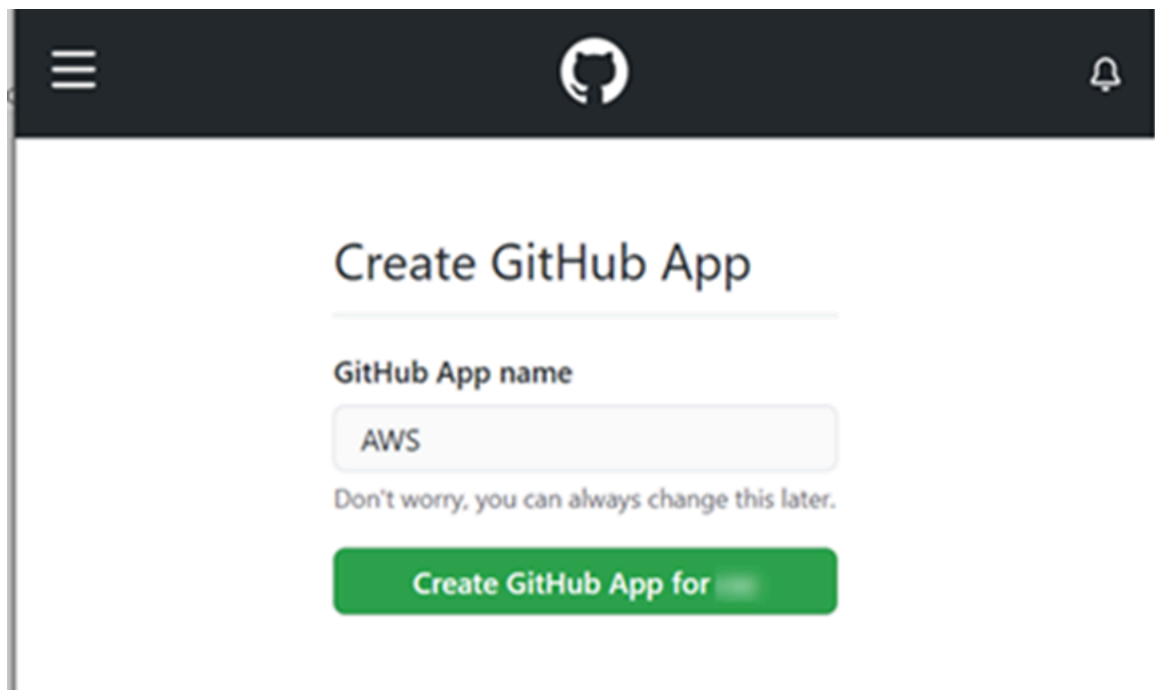 Create GitHub App
GitHub App name
AWS
Don't worry, you can always change this later.
Create GitHub App for